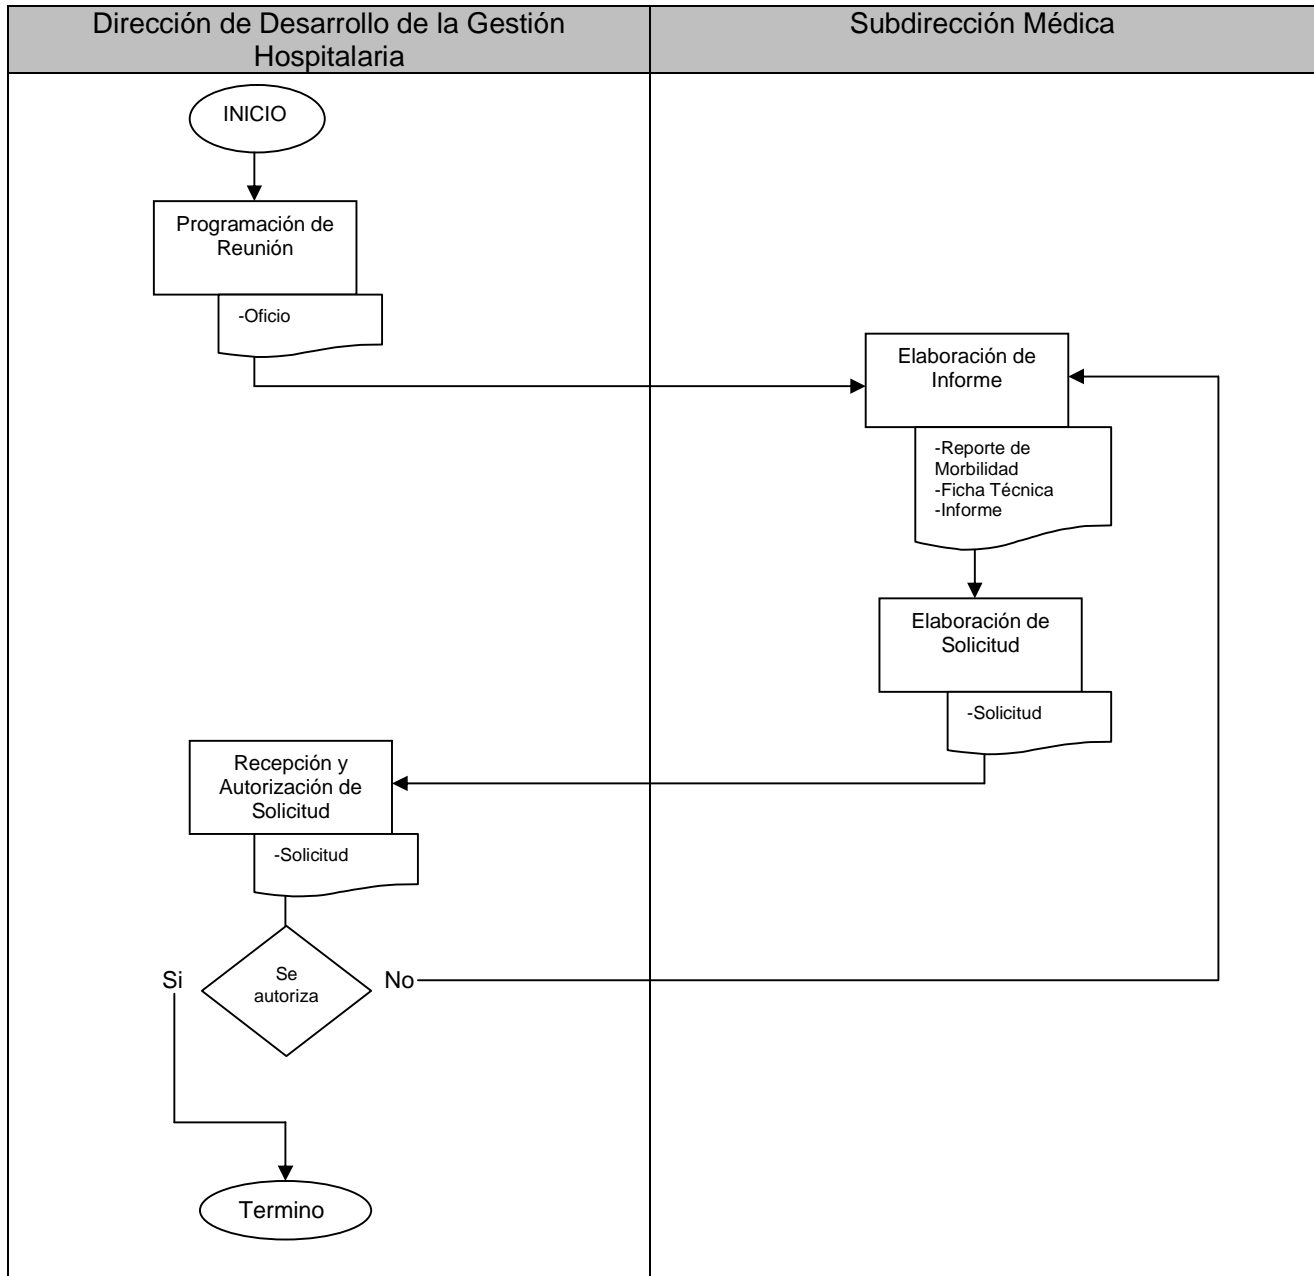 Dirección de Desarrollo de la Gestión
Hospitalaria
Subdirección Médica
INICIO
Programación de
Reunión
-Oficio
Elaboración de
Informe
-Reporte de
Morbilidad
-Ficha Técnica
-Informe
Elaboración de
Solicitud
-Solicitud
Recepción y
Autorización de
Solicitud
-Solicitud
Si
Se
autoriza
No
Termino